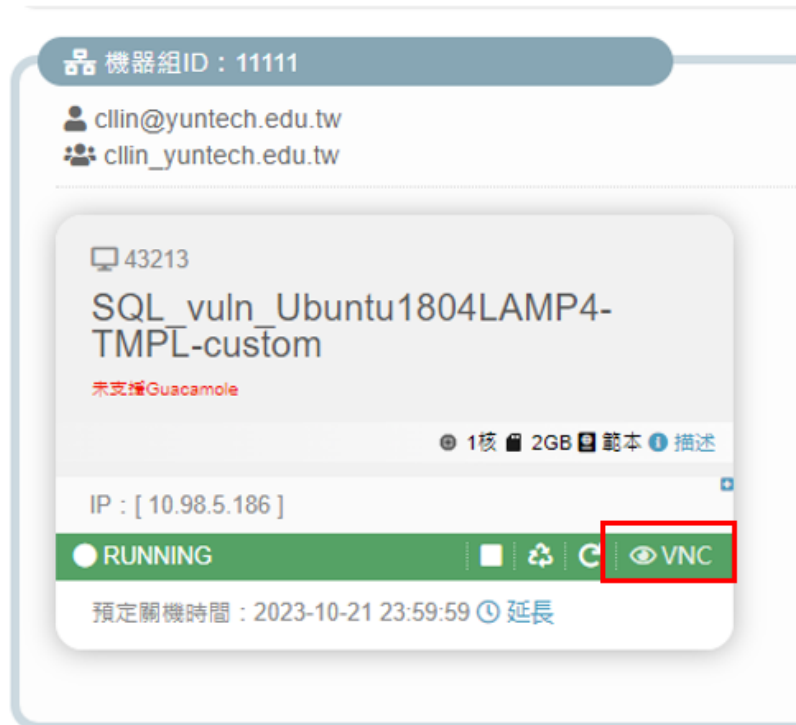 機器組ID：11111
cllin@yuntech.edu.tw
cllin_yuntech.edu.tw
43213
SQL_vuln_Ubuntu1804LAMP4-
TMPL-custom
未支援Guacamole
1核 2GB 範本 描述
IP：[ 10.98.5.186 ]
RUNNING VNC
預定關機時間：2023-10-21 23:59:59 延長